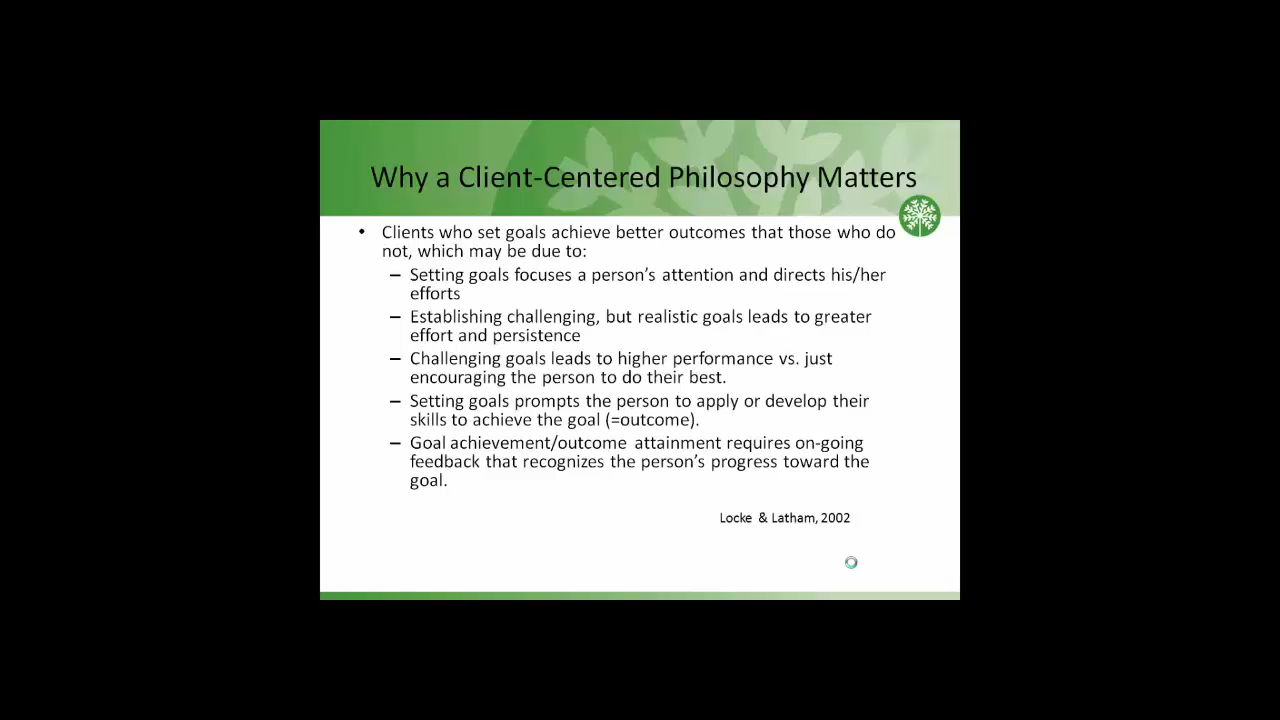 Why a Client-Centered Philosophy Matters
• Clients who set goals achieve better outcomes that those who do
not, which may be due to:
– Setting goals focuses a person's attention and directs his/her
efforts
– Establishing challenging, but realistic goals leads to greater
effort and persistence
– Challenging goals leads to higher performance vs. just
encouraging the person to do their best.
– Setting goals prompts the person to apply or develop their
skills to achieve the goal (=outcome).
– Goal achievement/outcome attainment requires on-going
feedback that recognizes the person's progress toward the
goal.
Locke & Latham, 2002